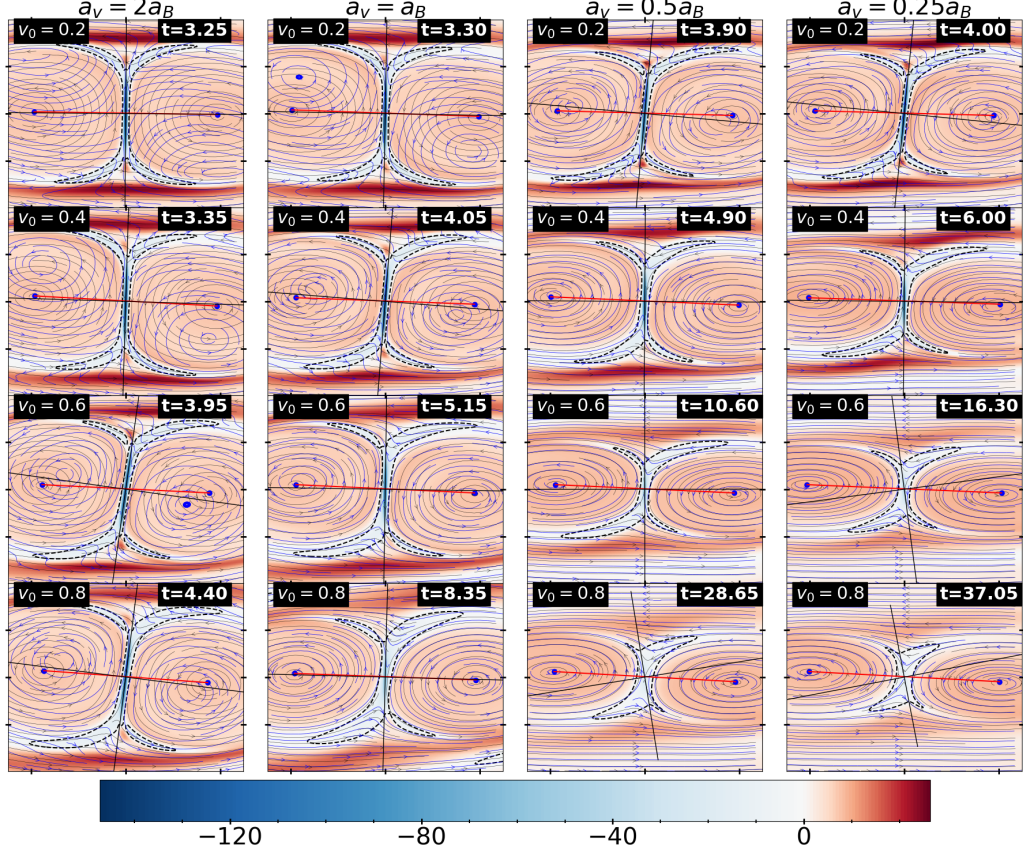 a_v = 2a_B a_v = a_B a_v = 0.5a_B a_v = 0.25a_B
v_0 = 0.2 t=3.25 v_0 = 0.2 t=3.30 v_0 = 0.2 t=3.90 v_0 = 0.2 t=4.00
v_0 = 0.4 t=3.35 v_0 = 0.4 t=4.05 v_0 = 0.4 t=4.90 v_0 = 0.4 t=6.00
v_0 = 0.6 t=3.95 v_0 = 0.6 t=5.15 v_0 = 0.6 t=10.60 v_0 = 0.6 t=16.30
v_0 = 0.8 t=4.40 v_0 = 0.8 t=8.35 v_0 = 0.8 t=28.65 v_0 = 0.8 t=37.05
−120 −80 −40 0